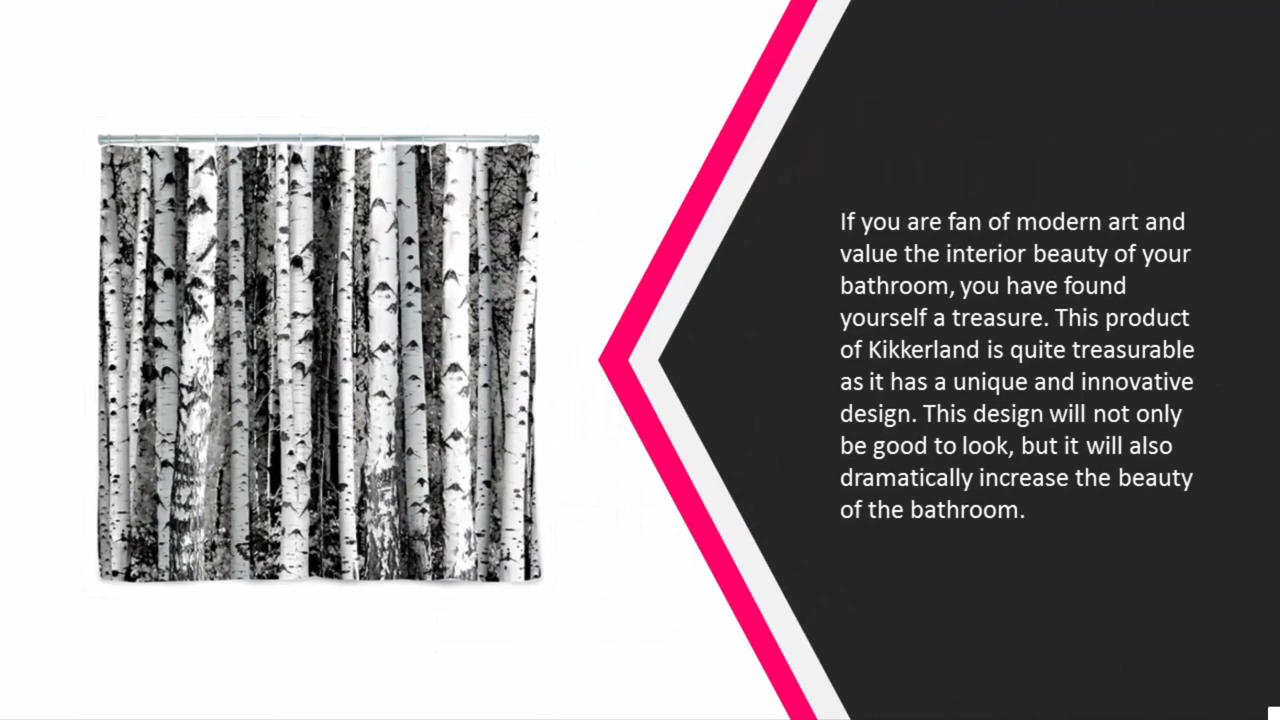 If you are fan of modern art and
value the interior beauty of your
bathroom, you have found
yourself a treasure. This product
of Kikkerland is quite treasurable
as it has a unique and innovative
design. This design will not only
be good to look, but it will also
dramatically increase the beauty
of the bathroom.